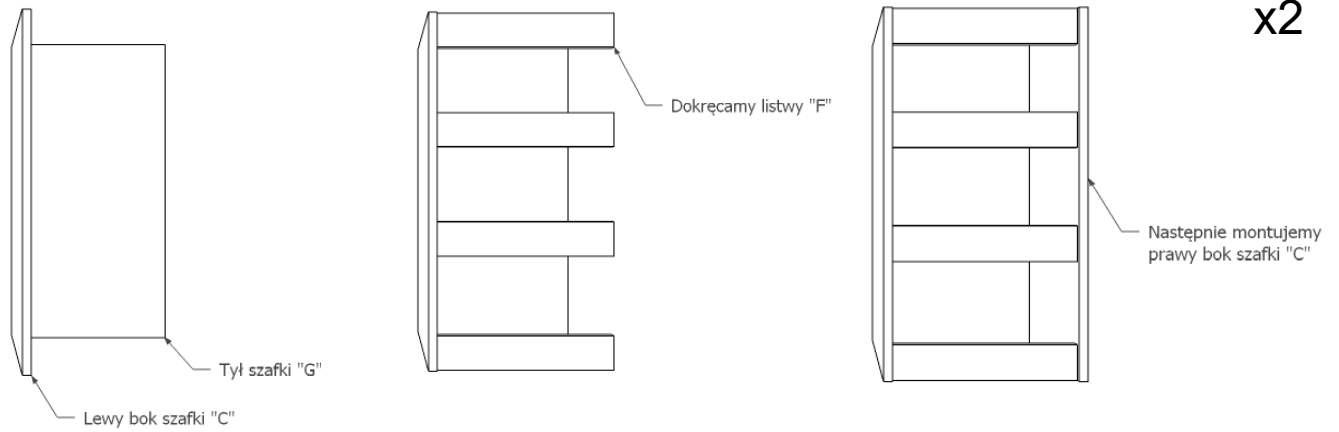 x2
Dokręcamy listwy "F"
Następnie montujemy
prawy bok szafki "C"
Tył szafki "G"
Lewy bok szafki "C"